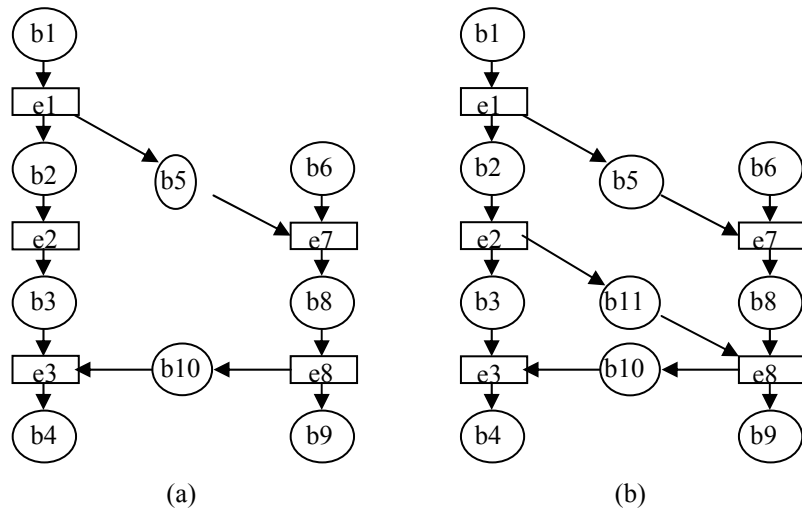 b1 b1
e1 e1
b2 b5 b6 b2 b5 b6
e2 e7 e2 e7
b3 b8 b3 b11 b8
e3 b10 e8 e3 b10 e8
b4 b9 b4 b9
(a) (b)